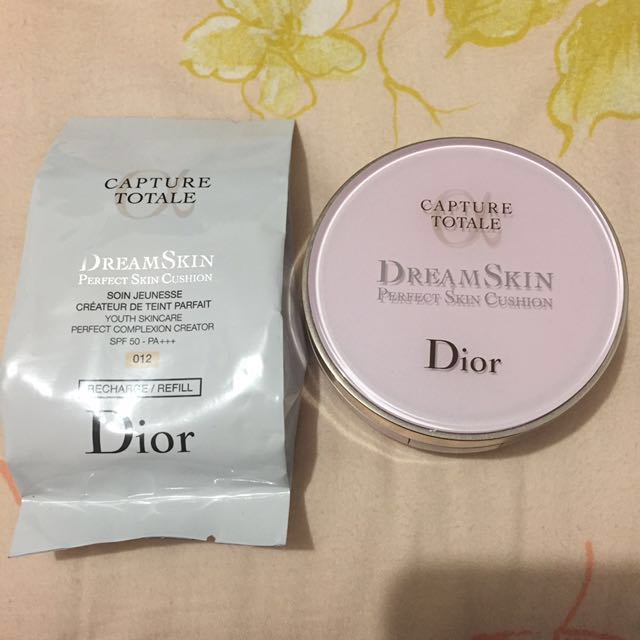 CAPTURE
TOTALE
DREAMSKIN
PERFECT SKIN CUSHION
SOIN JEUNESSE
CRÉATEUR DE TEINT PARFAIT
YOUTH SKINCARE
PERFECT COMPLEXION CREATOR
SPF 50 - PA+++
012
RECHARGE / REFILL
Dior
CAPTURE
TOTALE
DREAMSKIN
PERFECT SKIN CUSHION
Dior